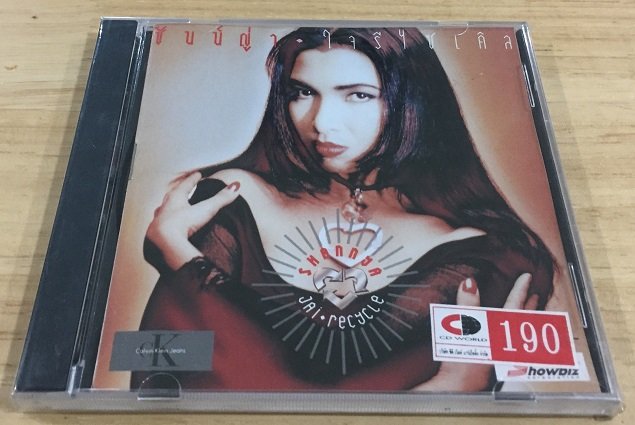 ชันน์ญ่า - ใจรีไซเคิล
SHANNYA
JAI • recycle
K
Calvin Klein Jeans
CD WORLD
190
Showbiz